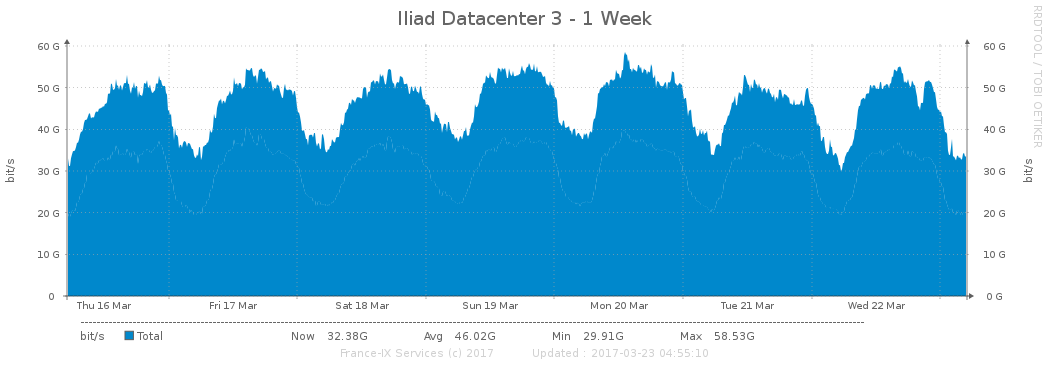 Iliad Datacenter 3 - 1 Week
RRDTOOL / TOBI OETIKER
60 G 60 G
50 G 50 G
40 G 40 G
30 G 30 G
20 G 20 G
10 G 10 G
0 0 G
bit/s
bit/s
Thu 16 Mar Fri 17 Mar Sat 18 Mar Sun 19 Mar Mon 20 Mar Tue 21 Mar Wed 22 Mar
bit/s Total Now 32.38G Avg 46.02G Min 29.91G Max 58.53G
France-IX Services (c) 2017 Updated : 2017-03-23 04:55:10